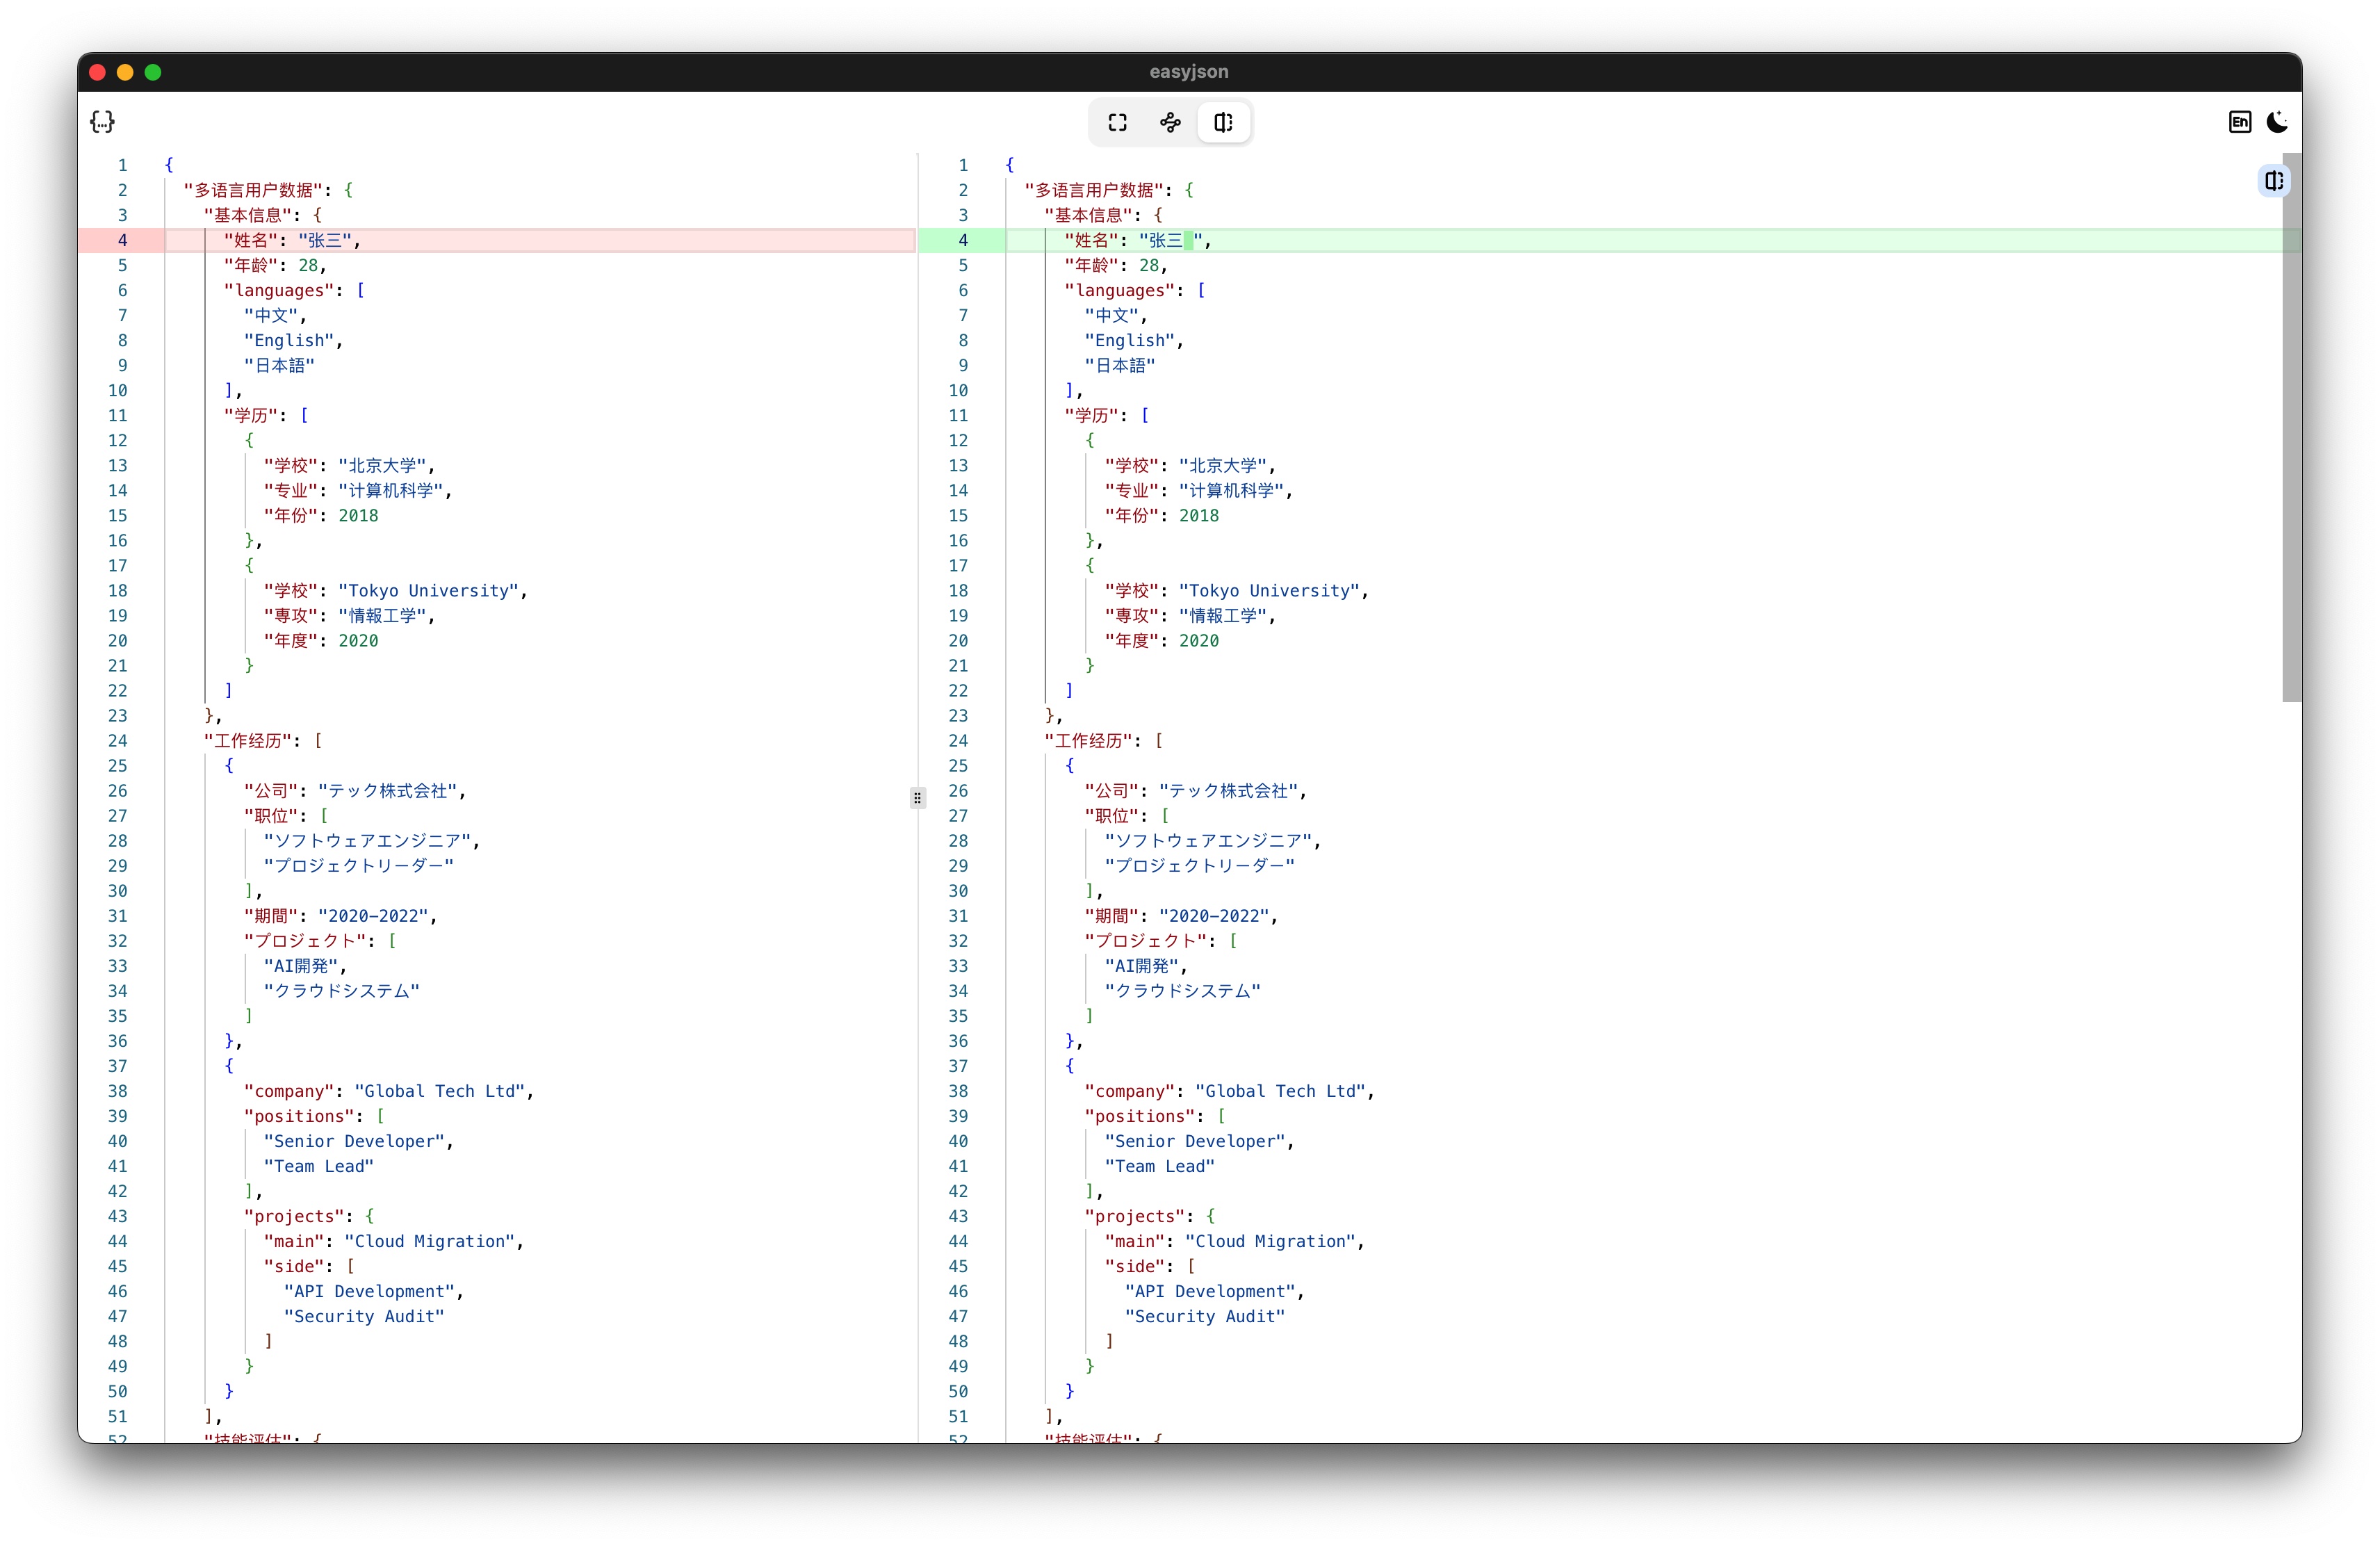 easyjson
{...}
En
1 {
2 "多语言用户数据": {
3 "基本信息": {
4 "姓名": "张三",
5 "年龄": 28,
6 "languages": [
7 "中文",
8 "English",
9 "日本語"
10 ],
11 "学历": [
12 {
13 "学校": "北京大学",
14 "专业": "计算机科学",
15 "年份": 2018
16 },
17 {
18 "学校": "Tokyo University",
19 "専攻": "情報工学",
20 "年度": 2020
21 }
22 ]
23 },
24 "工作经历": [
25 {
26 "公司": "テック株式会社",
27 "职位": [
28 "ソフトウェアエンジニア",
29 "プロジェクトリーダー"
30 ],
31 "期間": "2020-2022",
32 "プロジェクト": [
33 "AI開発",
34 "クラウドシステム"
35 ]
36 },
37 {
38 "company": "Global Tech Ltd",
39 "positions": [
40 "Senior Developer",
41 "Team Lead"
42 ],
43 "projects": {
44 "main": "Cloud Migration",
45 "side": [
46 "API Development",
47 "Security Audit"
48 ]
49 }
50 }
51 ],
52 "技能评估": {
1 {
2 "多语言用户数据": {
3 "基本信息": {
4 "姓名": "张三 ",
5 "年龄": 28,
6 "languages": [
7 "中文",
8 "English",
9 "日本語"
10 ],
11 "学历": [
12 {
13 "学校": "北京大学",
14 "专业": "计算机科学",
15 "年份": 2018
16 },
17 {
18 "学校": "Tokyo University",
19 "専攻": "情報工学",
20 "年度": 2020
21 }
22 ]
23 },
24 "工作经历": [
25 {
26 "公司": "テック株式会社",
27 "职位": [
28 "ソフトウェアエンジニア",
29 "プロジェクトリーダー"
30 ],
31 "期間": "2020-2022",
32 "プロジェクト": [
33 "AI開発",
34 "クラウドシステム"
35 ]
36 },
37 {
38 "company": "Global Tech Ltd",
39 "positions": [
40 "Senior Developer",
41 "Team Lead"
42 ],
43 "projects": {
44 "main": "Cloud Migration",
45 "side": [
46 "API Development",
47 "Security Audit"
48 ]
49 }
50 }
51 ],
52 "技能评估": {